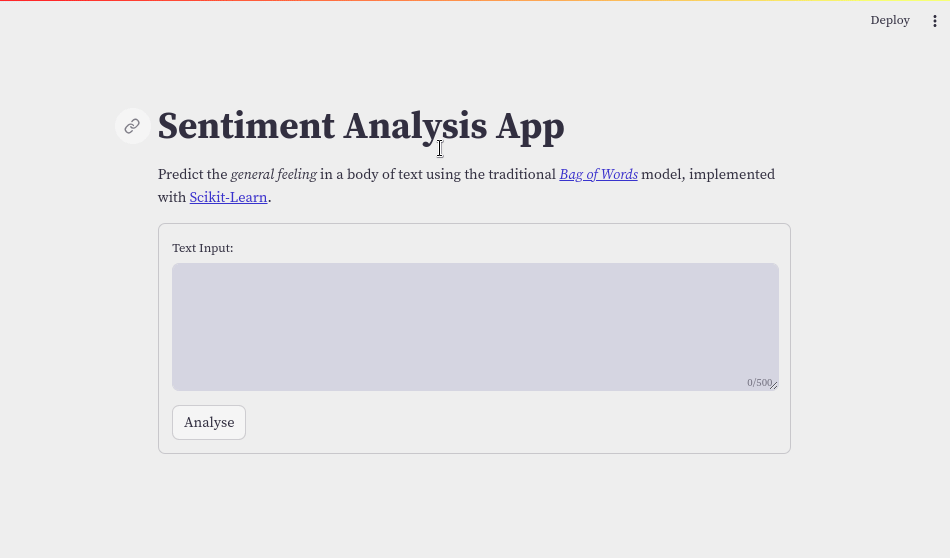 Deploy
Sentiment Analysis App
Predict the general feeling in a body of text using the traditional Bag of Words model, implemented
with Scikit-Learn.
Text Input:
0/500
Analyse